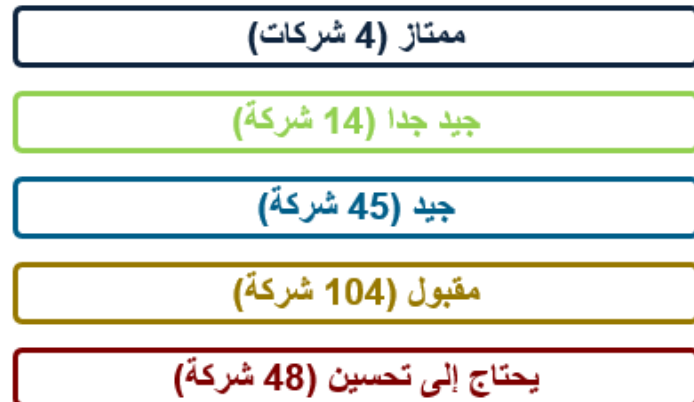 ممتاز (4 شركات)
جيد جدا (14 شركة)
جيد (45 شركة)
مقبول (104 شركة)
يحتاج إلى تحسين (48 شركة)